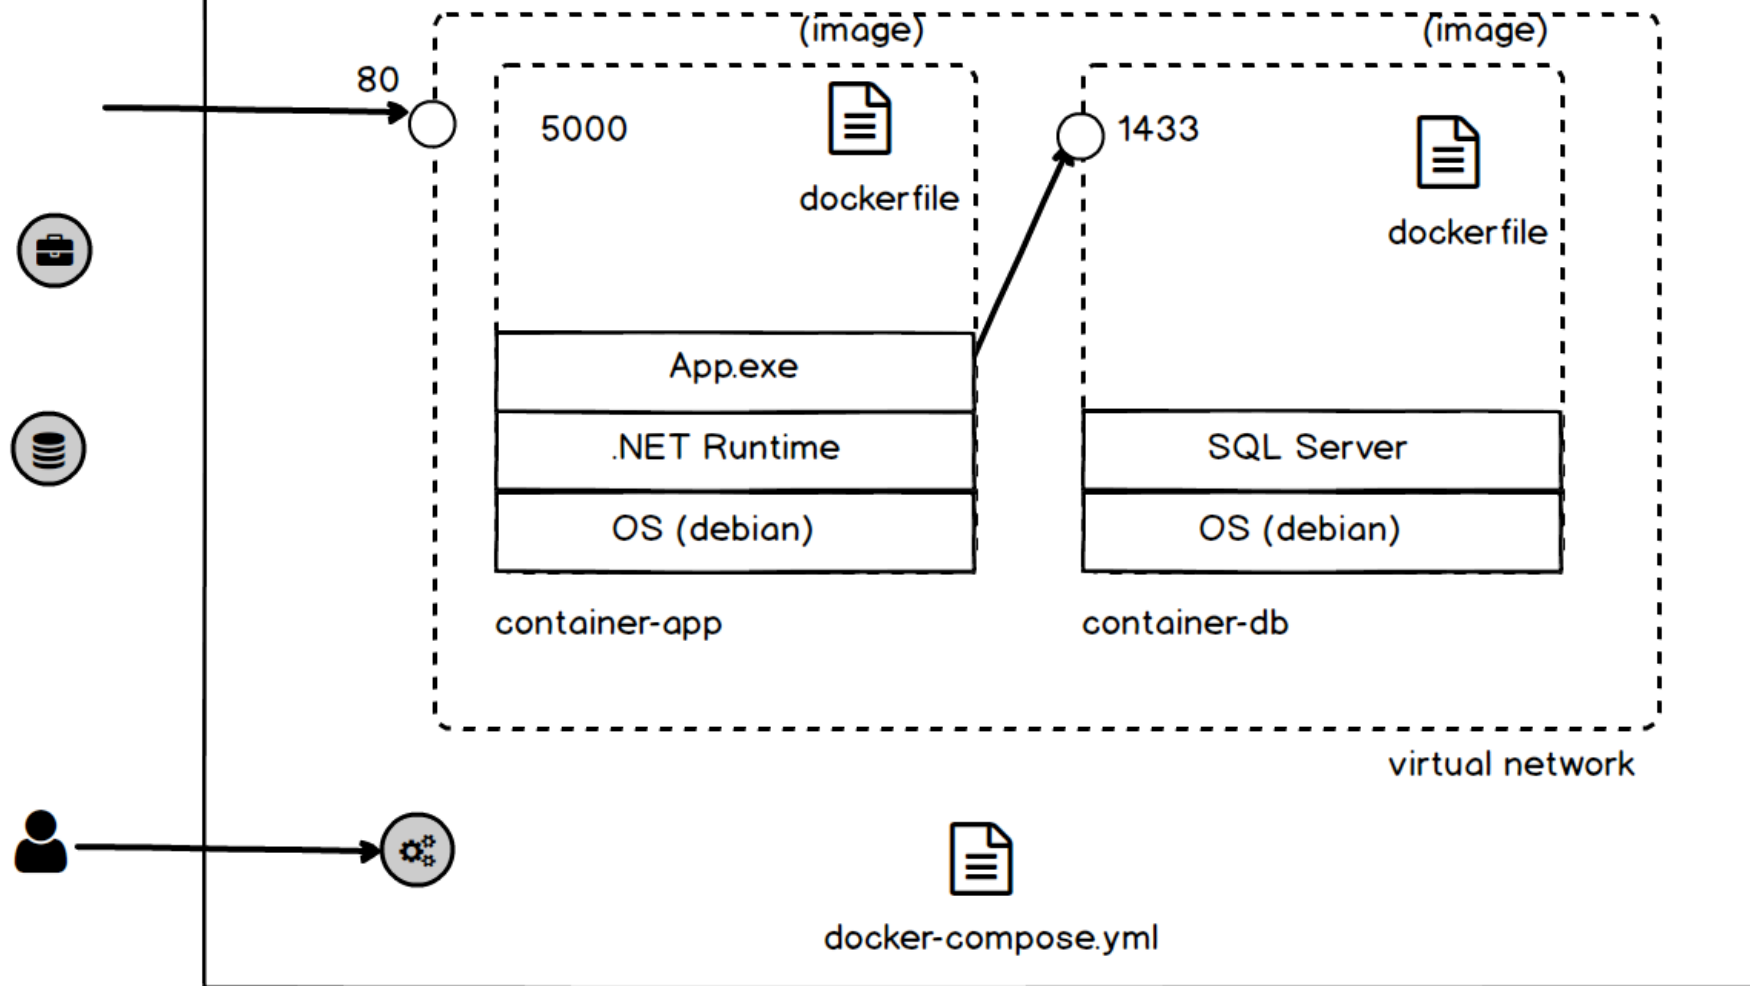 (image)
(image)
80
5000
1433
dockerfile
dockerfile
App.exe
.NET Runtime
SQL Server
OS (debian)
OS (debian)
container-app
container-db
virtual network
docker-compose.yml